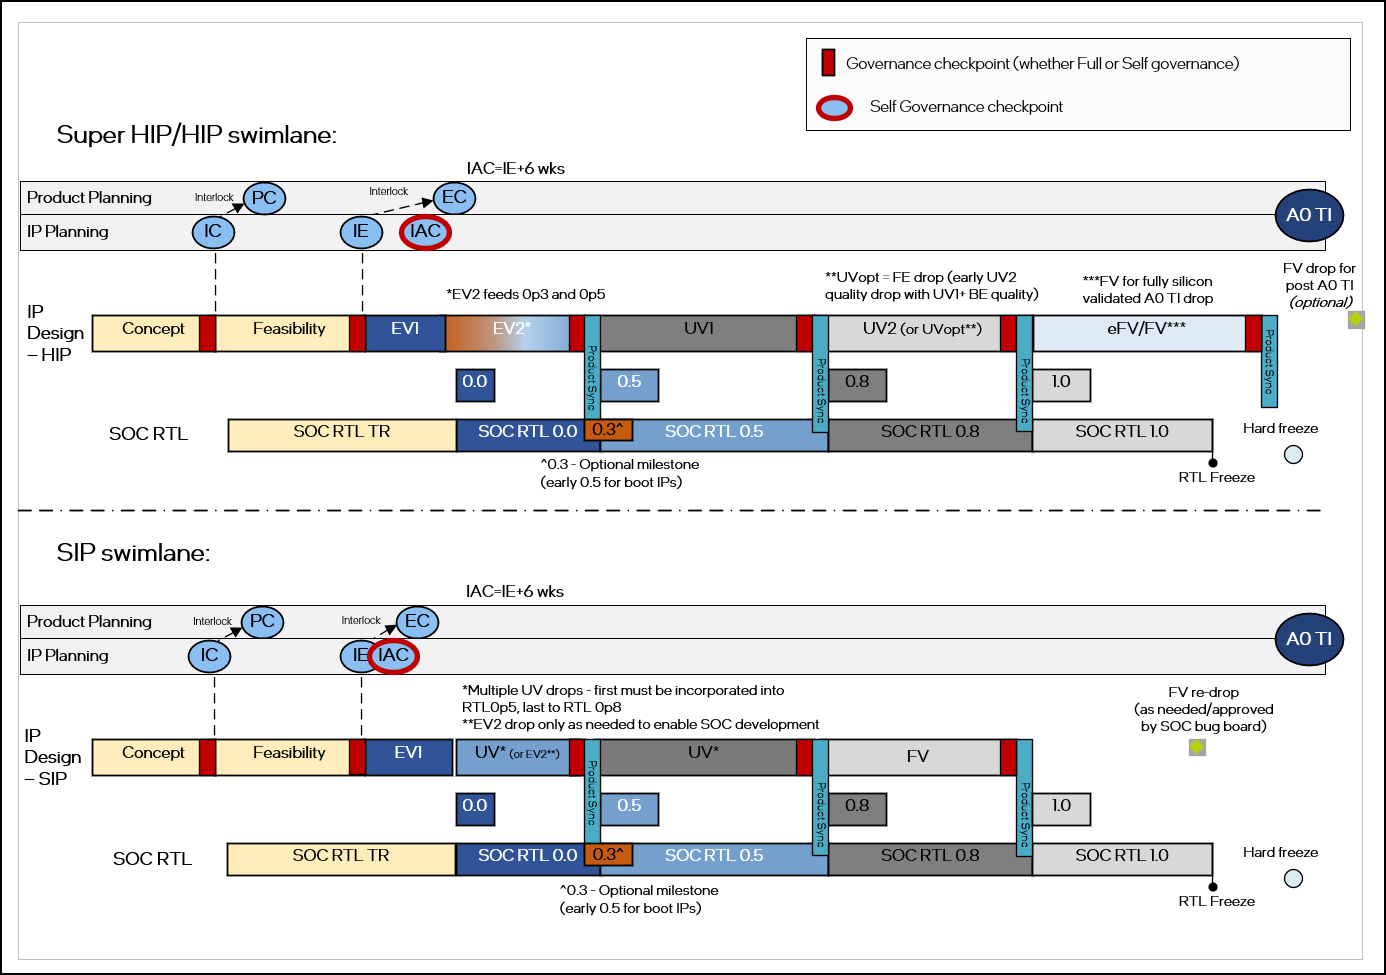 Governance checkpoint (whether Full or Self governance)
Self Governance checkpoint
Super HIP/HIP swimlane:
IAC=IE+6 wks
Product Planning
Interlock
PC
Interlock
EC
IP Planning
IC
IE
IAC
A0 TI
*EV2 feeds 0p3 and 0p5
**UVopt = FE drop (early UV2
quality drop with UV1+ BE quality)
***FV for fully silicon
validated A0 TI drop
FV drop for
post A0 TI
(optional)
IP
Design
– HIP
Concept
Feasibility
EV1
EV2*
UV1
UV2 (or UVopt**)
eFV/FV***
Product Sync
Product Sync
Product Sync
Product Sync
0.0
0.5
0.8
1.0
SOC RTL
SOC RTL TR
SOC RTL 0.0
0.3^
SOC RTL 0.5
SOC RTL 0.8
SOC RTL 1.0
Hard freeze
^0.3 - Optional milestone
(early 0.5 for boot IPs)
RTL Freeze
SIP swimlane:
IAC=IE+6 wks
Product Planning
Interlock
PC
Interlock
EC
IP Planning
IC
IE
IAC
A0 TI
*Multiple UV drops - first must be incorporated into
RTL0p5, last to RTL 0p8
**EV2 drop only as needed to enable SOC development
FV re-drop
(as needed/approved
by SOC bug board)
IP
Design
– SIP
Concept
Feasibility
EV1
UV* (or EV2**)
UV*
FV
Product Sync
Product Sync
Product Sync
0.0
0.5
0.8
1.0
SOC RTL
SOC RTL TR
SOC RTL 0.0
0.3^
SOC RTL 0.5
SOC RTL 0.8
SOC RTL 1.0
Hard freeze
^0.3 - Optional milestone
(early 0.5 for boot IPs)
RTL Freeze